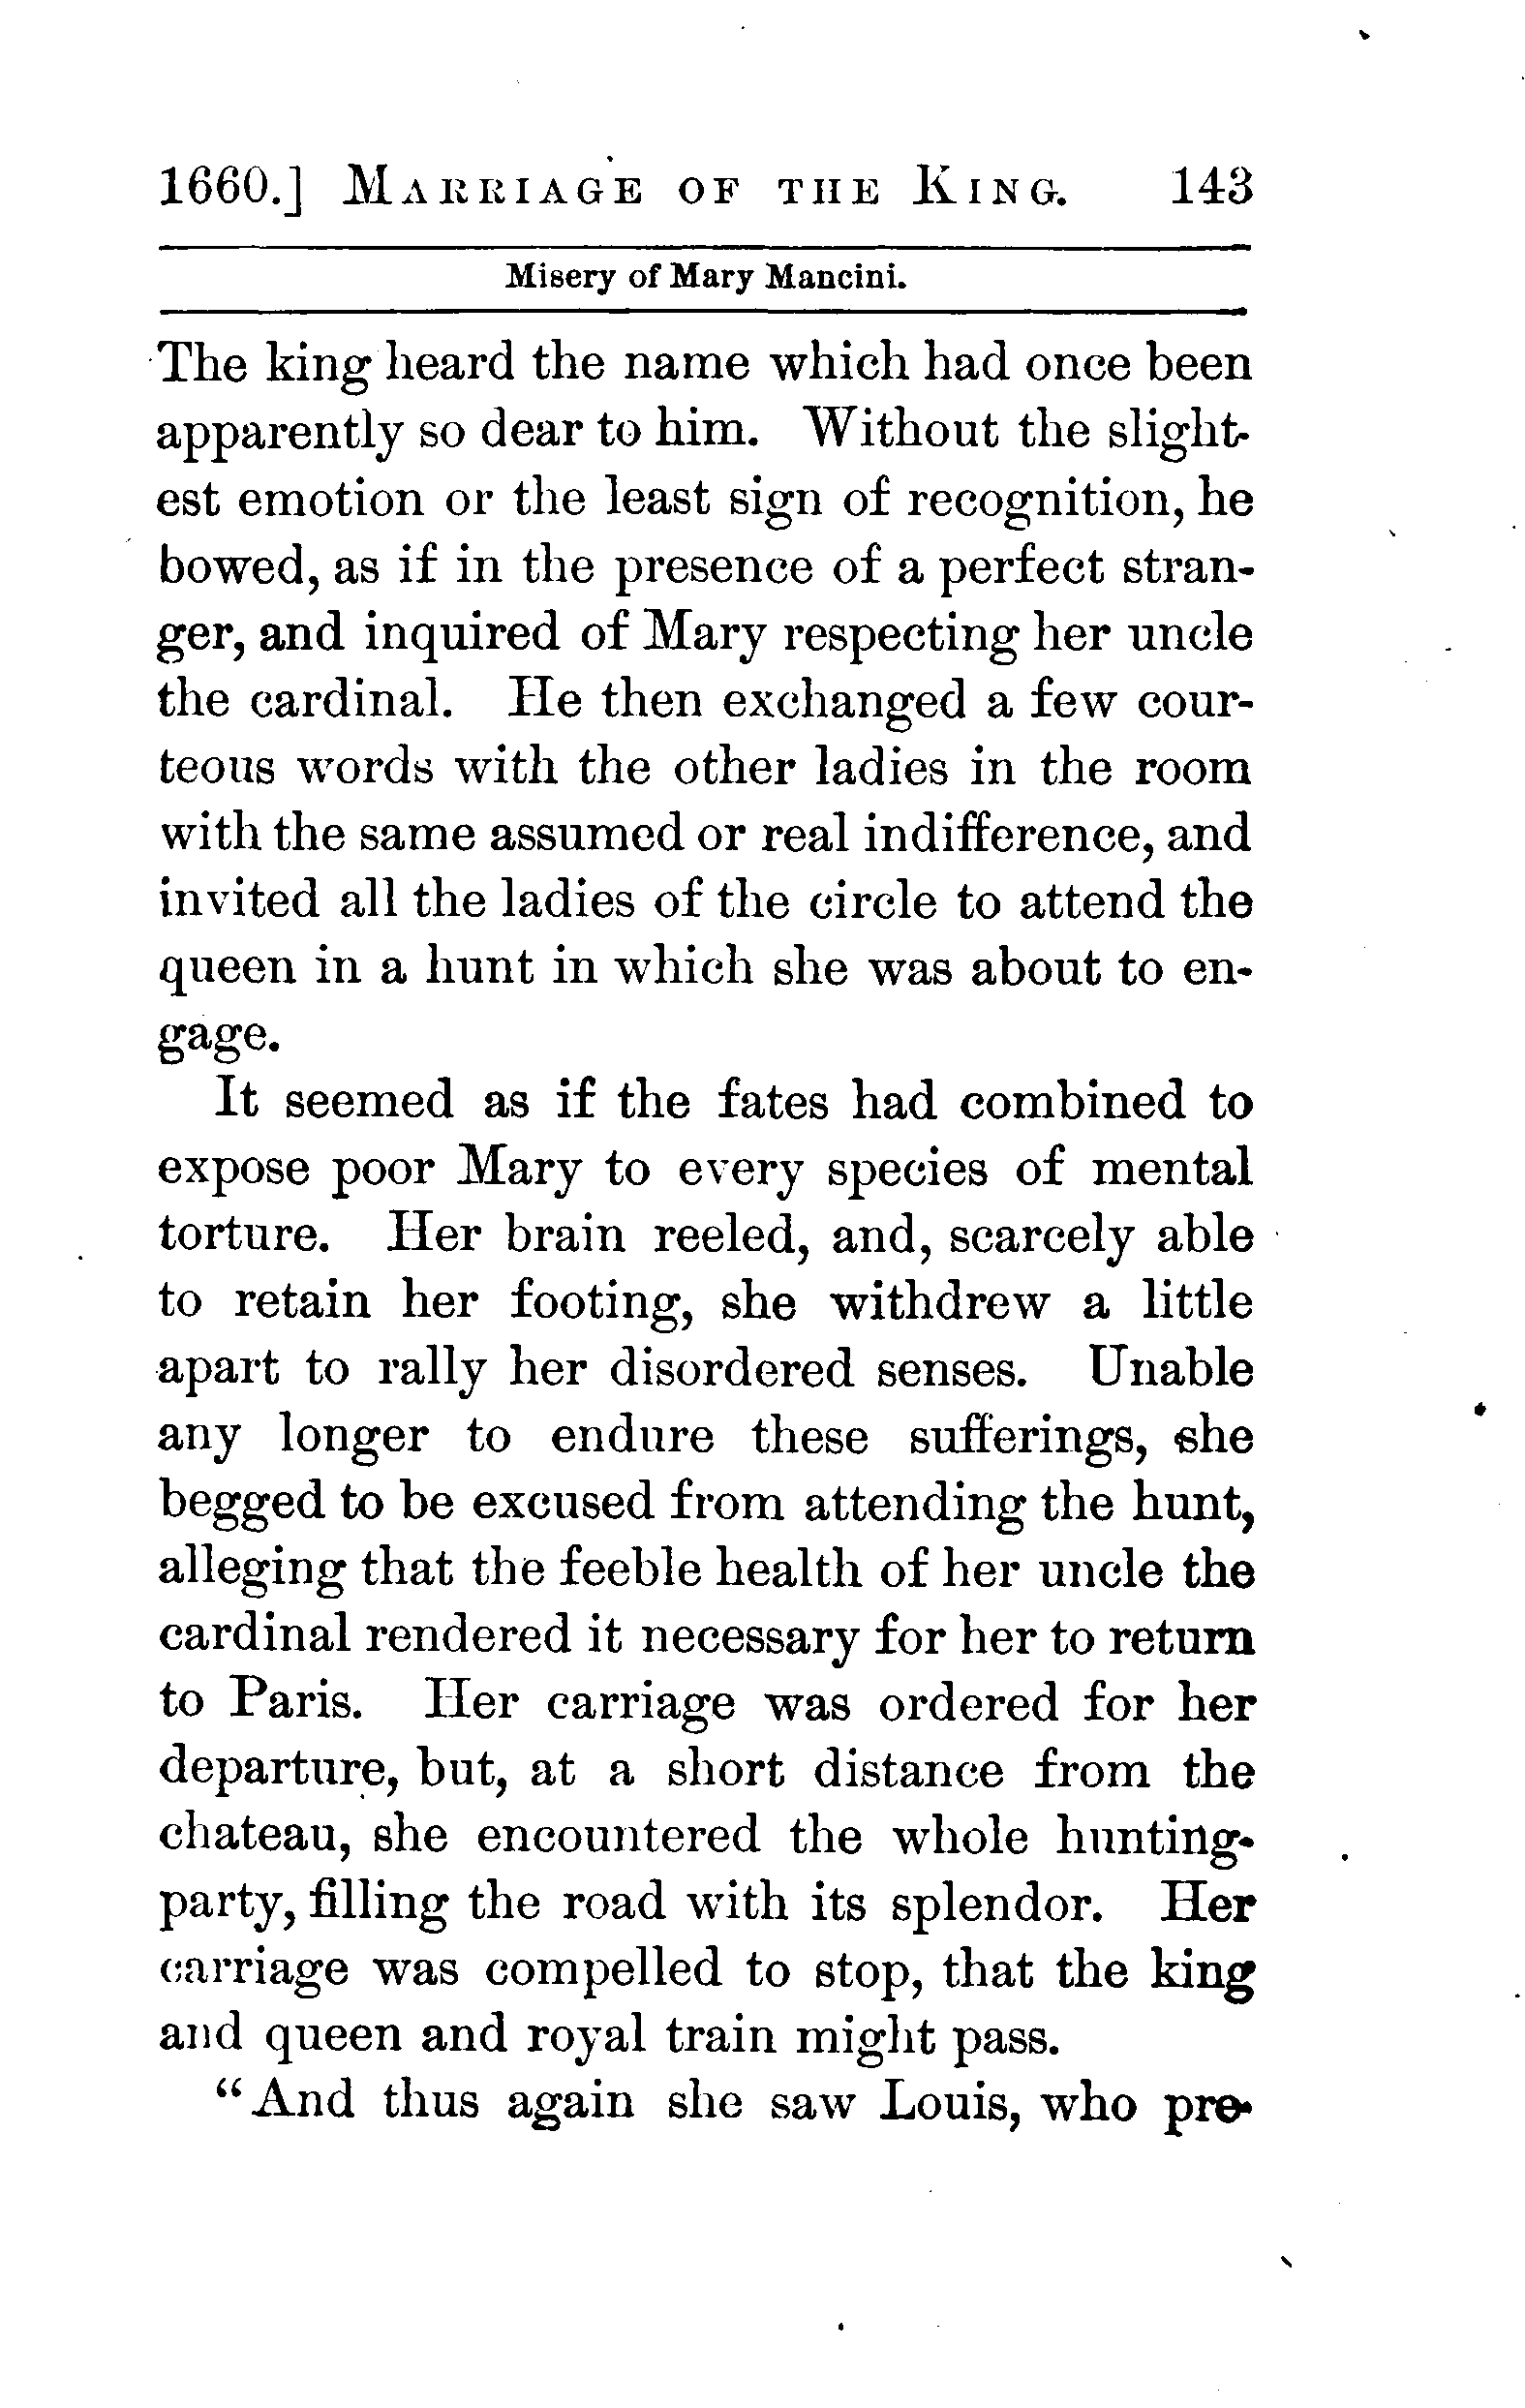 1660.] MARRIAGE OF THE KING. 143
Misery of Mary Mancini.
The king heard the name which had once been
apparently so dear to him. Without the slight-
est emotion or the least sign of recognition, he
bowed, as if in the presence of a perfect stran-
ger, and inquired of Mary respecting her uncle
the cardinal. He then exchanged a few cour-
teous words with the other ladies in the room
with the same assumed or real indifference, and
invited all the ladies of the circle to attend the
queen in a hunt in which she was about to en-
gage.
It seemed as if the fates had combined to
expose poor Mary to every species of mental
torture. Her brain reeled, and, scarcely able
to retain her footing, she withdrew a little
apart to rally her disordered senses. Unable
any longer to endure these sufferings, she
begged to be excused from attending the hunt,
alleging that the feeble health of her uncle the
cardinal rendered it necessary for her to return
to Paris. Her carriage was ordered for her
departure, but, at a short distance from the
chateau, she encountered the whole hunting-
party, filling the road with its splendor. Her
carriage was compelled to stop, that the king
and queen and royal train might pass.
"And thus again she saw Louis, who pre-